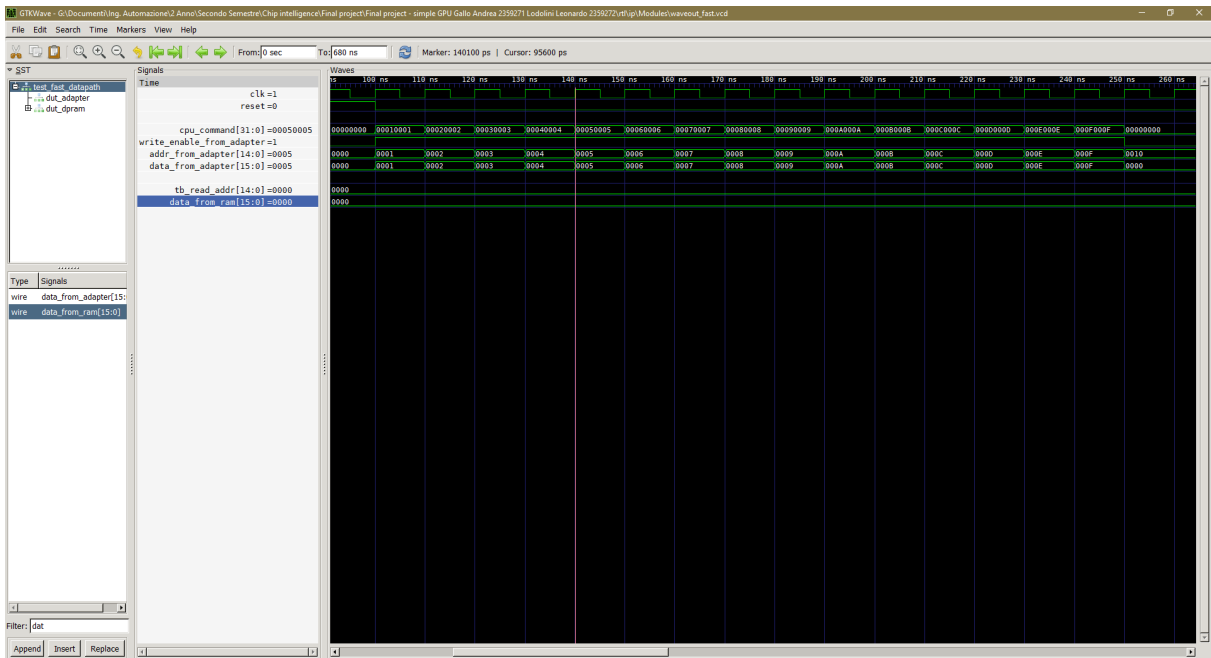 GTKWave - G:\Documenti\Ing. Automazione\2 Anno\Secondo Semestre\Chip intelligence\Final project\Final project - simple GPU Gallo Andrea 2359271 Lodolini Leonardo 2359272\rtl\ip\Modules\waveout_fast.vcd
File Edit Search Time Markers View Help
From: 0 sec To: 680 ns Marker: 140100 ps | Cursor: 95600 ps
SST
test_fast_datapath
dut_adapter
dut_dpram
Type Signals
wire data_from_adapter[15:
wire data_from_ram[15:0]
Filter: dat
Append Insert Replace
Signals
Time
clk=1
reset=0
cpu_command[31:0]=00050005
write_enable_from_adapter=1
addr_from_adapter[14:0]=0005
data_from_adapter[15:0]=0005
tb_read_addr[14:0]=0000
data_from_ram[15:0]=0000
Waves
ns 100 ns 110 ns 120 ns 130 ns 140 ns 150 ns 160 ns 170 ns 180 ns 190 ns 200 ns 210 ns 220 ns 230 ns 240 ns 250 ns 260 ns
00000000 00010001 00020002 00030003 00040004 00050005 00060006 00070007 00080008 00090009 000A000A 000B000B 000C000C 000D000D 000E000E 000F000F 00000000
0000 0001 0002 0003 0004 0005 0006 0007 0008 0009 000A 000B 000C 000D 000E 000F 0010
0000 0001 0002 0003 0004 0005 0006 0007 0008 0009 000A 000B 000C 000D 000E 000F 0000
0000
0000